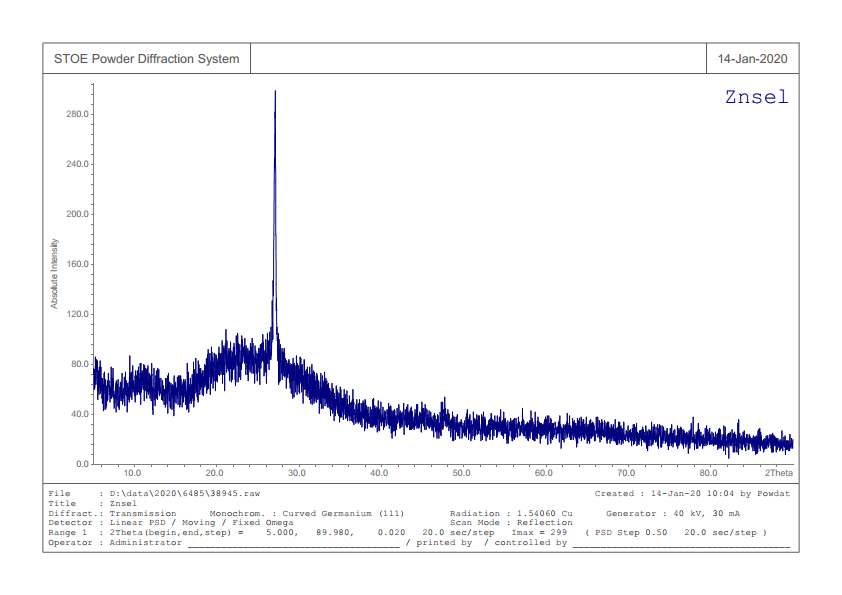 STOE Powder Diffraction System
14-Jan-2020
Znsel
Absolute Intensity
280.0
240.0
200.0
160.0
120.0
80.0
40.0
0.0
10.0 20.0 30.0 40.0 50.0 60.0 70.0 80.0 2Theta
File : D:\data\2020\6485\38945.raw Created : 14-Jan-20 10:04 by Powdat
Title : Znsel
Diffract.: Transmission Monochrom. : Curved Germanium (111) Radiation : 1.54060 Cu Generator : 40 kV, 30 mA
Detector : Linear PSD / Moving / Fixed Omega Scan Mode : Reflection
Range 1 : 2Theta(begin,end,step) = 5.000, 89.980, 0.020 20.0 sec/step Imax = 299 ( PSD Step 0.50 20.0 sec/step )
Operator : Administrator ____________________ / printed by / controlled by ____________________